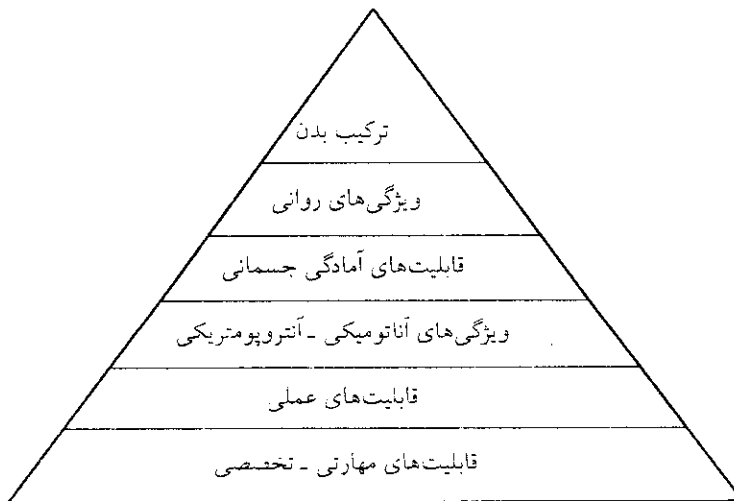 ترکیب بدن
ویژگی‌های روانی
قابلیت‌های آمادگی جسمانی
ویژگی‌های آناتومیکی ـ آنتروپومتریکی
قابلیت‌های عملی
قابلیت‌های مهارتی ـ تخصصی